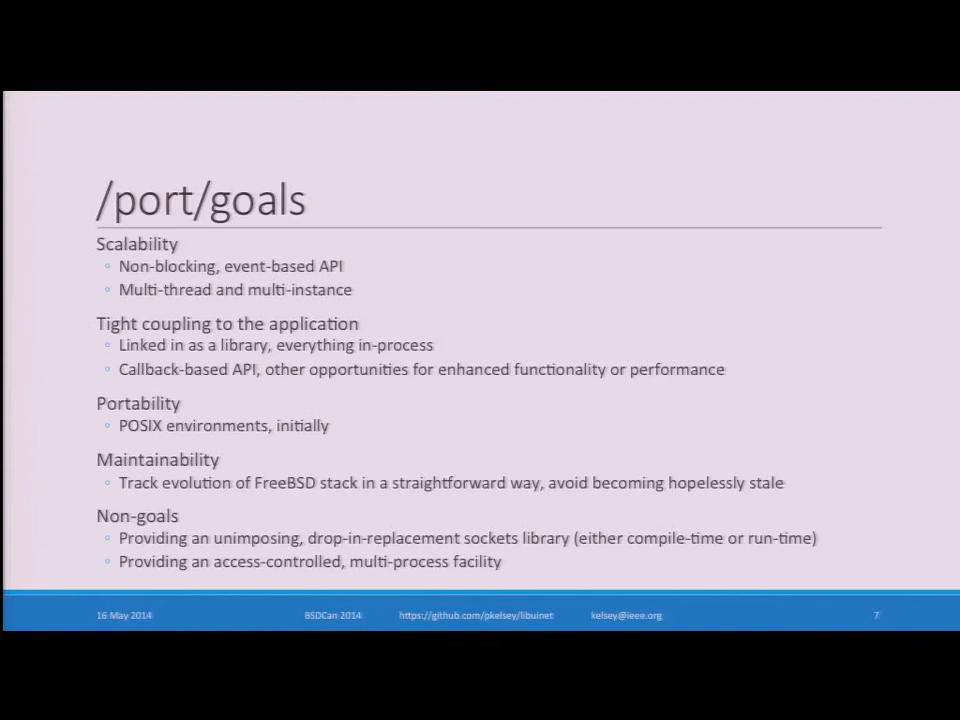 /port/goals
Scalability
◦ Non-blocking, event-based API
◦ Multi-thread and multi-instance
Tight coupling to the application
◦ Linked in as a library, everything in-process
◦ Callback-based API, other opportunities for enhanced functionality or performance
Portability
◦ POSIX environments, initially
Maintainability
◦ Track evolution of FreeBSD stack in a straightforward way, avoid becoming hopelessly stale
Non-goals
◦ Providing an unimposing, drop-in-replacement sockets library (either compile-time or run-time)
◦ Providing an access-controlled, multi-process facility
16 May 2014 BSDCan 2014 https://github.com/pkelsey/libuinet kelsey@ieee.org 7